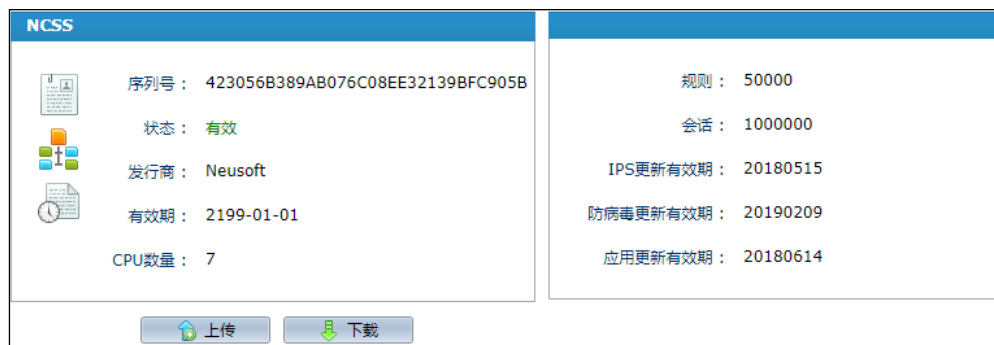 NCSS
序列号： 423056B389AB076C08EE32139BFC905B
状态： 有效
发行商： Neusoft
有效期： 2199-01-01
CPU数量： 7
规则： 50000
会话： 1000000
IPS更新有效期： 20180515
防病毒更新有效期： 20190209
应用更新有效期： 20180614
上传
下载